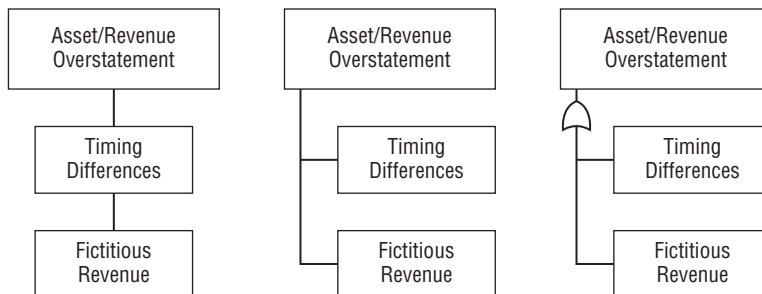 Asset/Revenue
Overstatement
Timing
Differences
Fictitious
Revenue
Asset/Revenue
Overstatement
Timing
Differences
Fictitious
Revenue
Asset/Revenue
Overstatement
Timing
Differences
Fictitious
Revenue